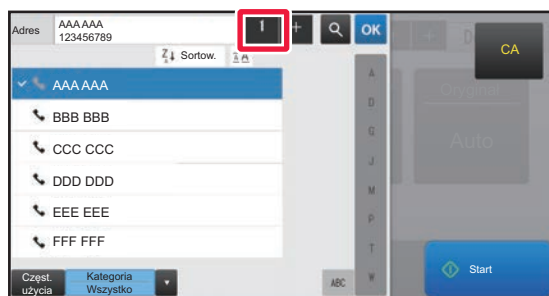 Adres
AAA AAA
123456789
1
+
OK
CA
Z A Sortow.
AAA AAA
BBB BBB
CCC CCC
DDD DDD
EEE EEE
FFF FFF
A
D
G
J
M
P
T
W
Original
Auto
Częst.
użycia
Kategoria
Wszystko
ABC
Start